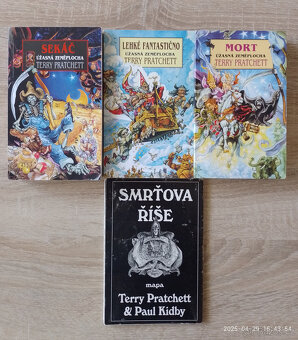 SEKÁČ
ÚŽASNÁ ZEMĚPLOCHA
TERRY PRATCHETT
LEHKÉ FANTASTIČNO
ÚŽASNÁ ZEMĚPLOCHA
TERRY PRATCHETT
MORT
ÚŽASNÁ ZEMĚPLOCHA
TERRY PRATCHETT
SMRŤOVA
ŘÍŠE
mapa
Terry Pratchett
& Paul Kidby
2025-04-29 16:43:54